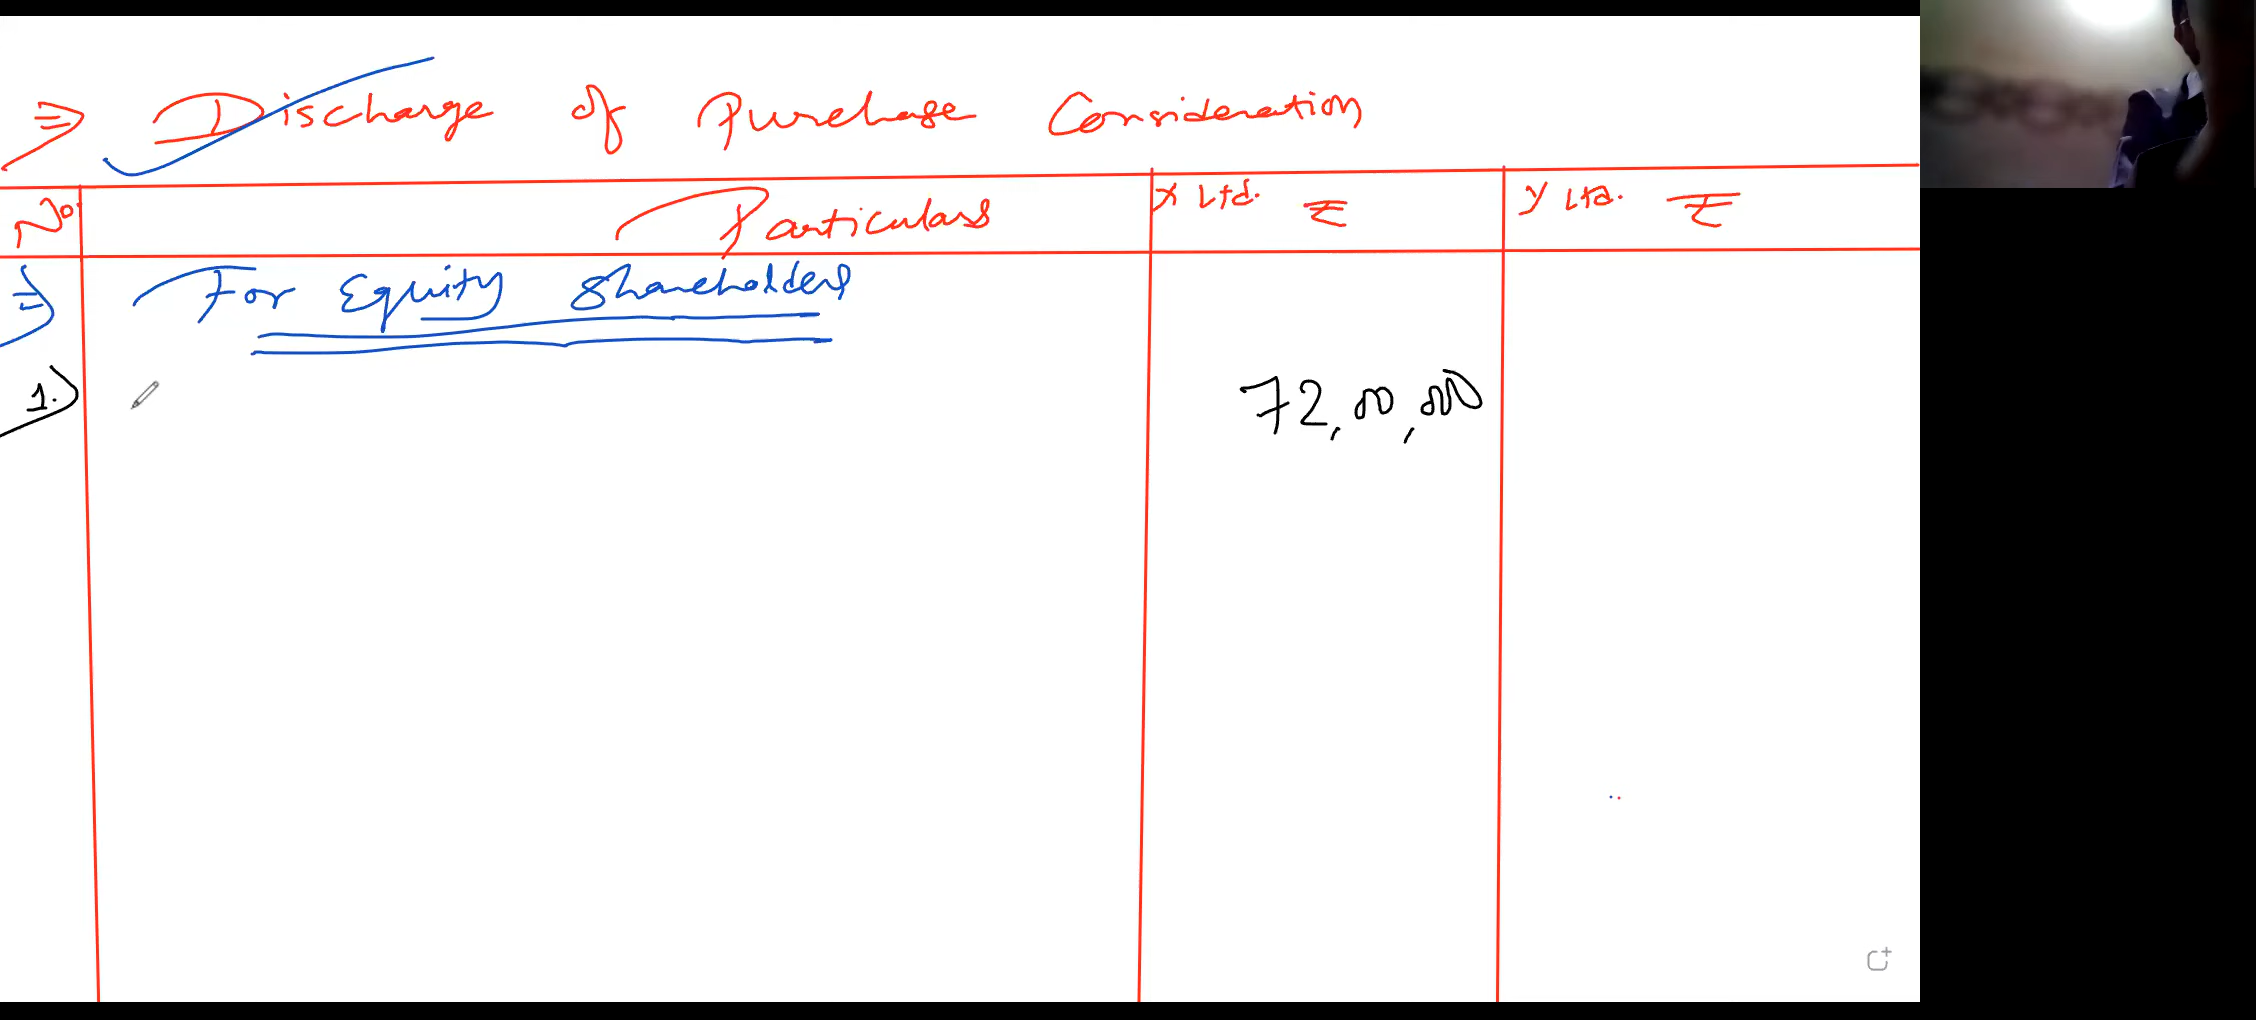 ⇒ Discharge of Purchase Consideration
No. Particulars X Ltd. ₹ Y Ltd. ₹
⇒ For Equity Shareholders
1. 72,00,000